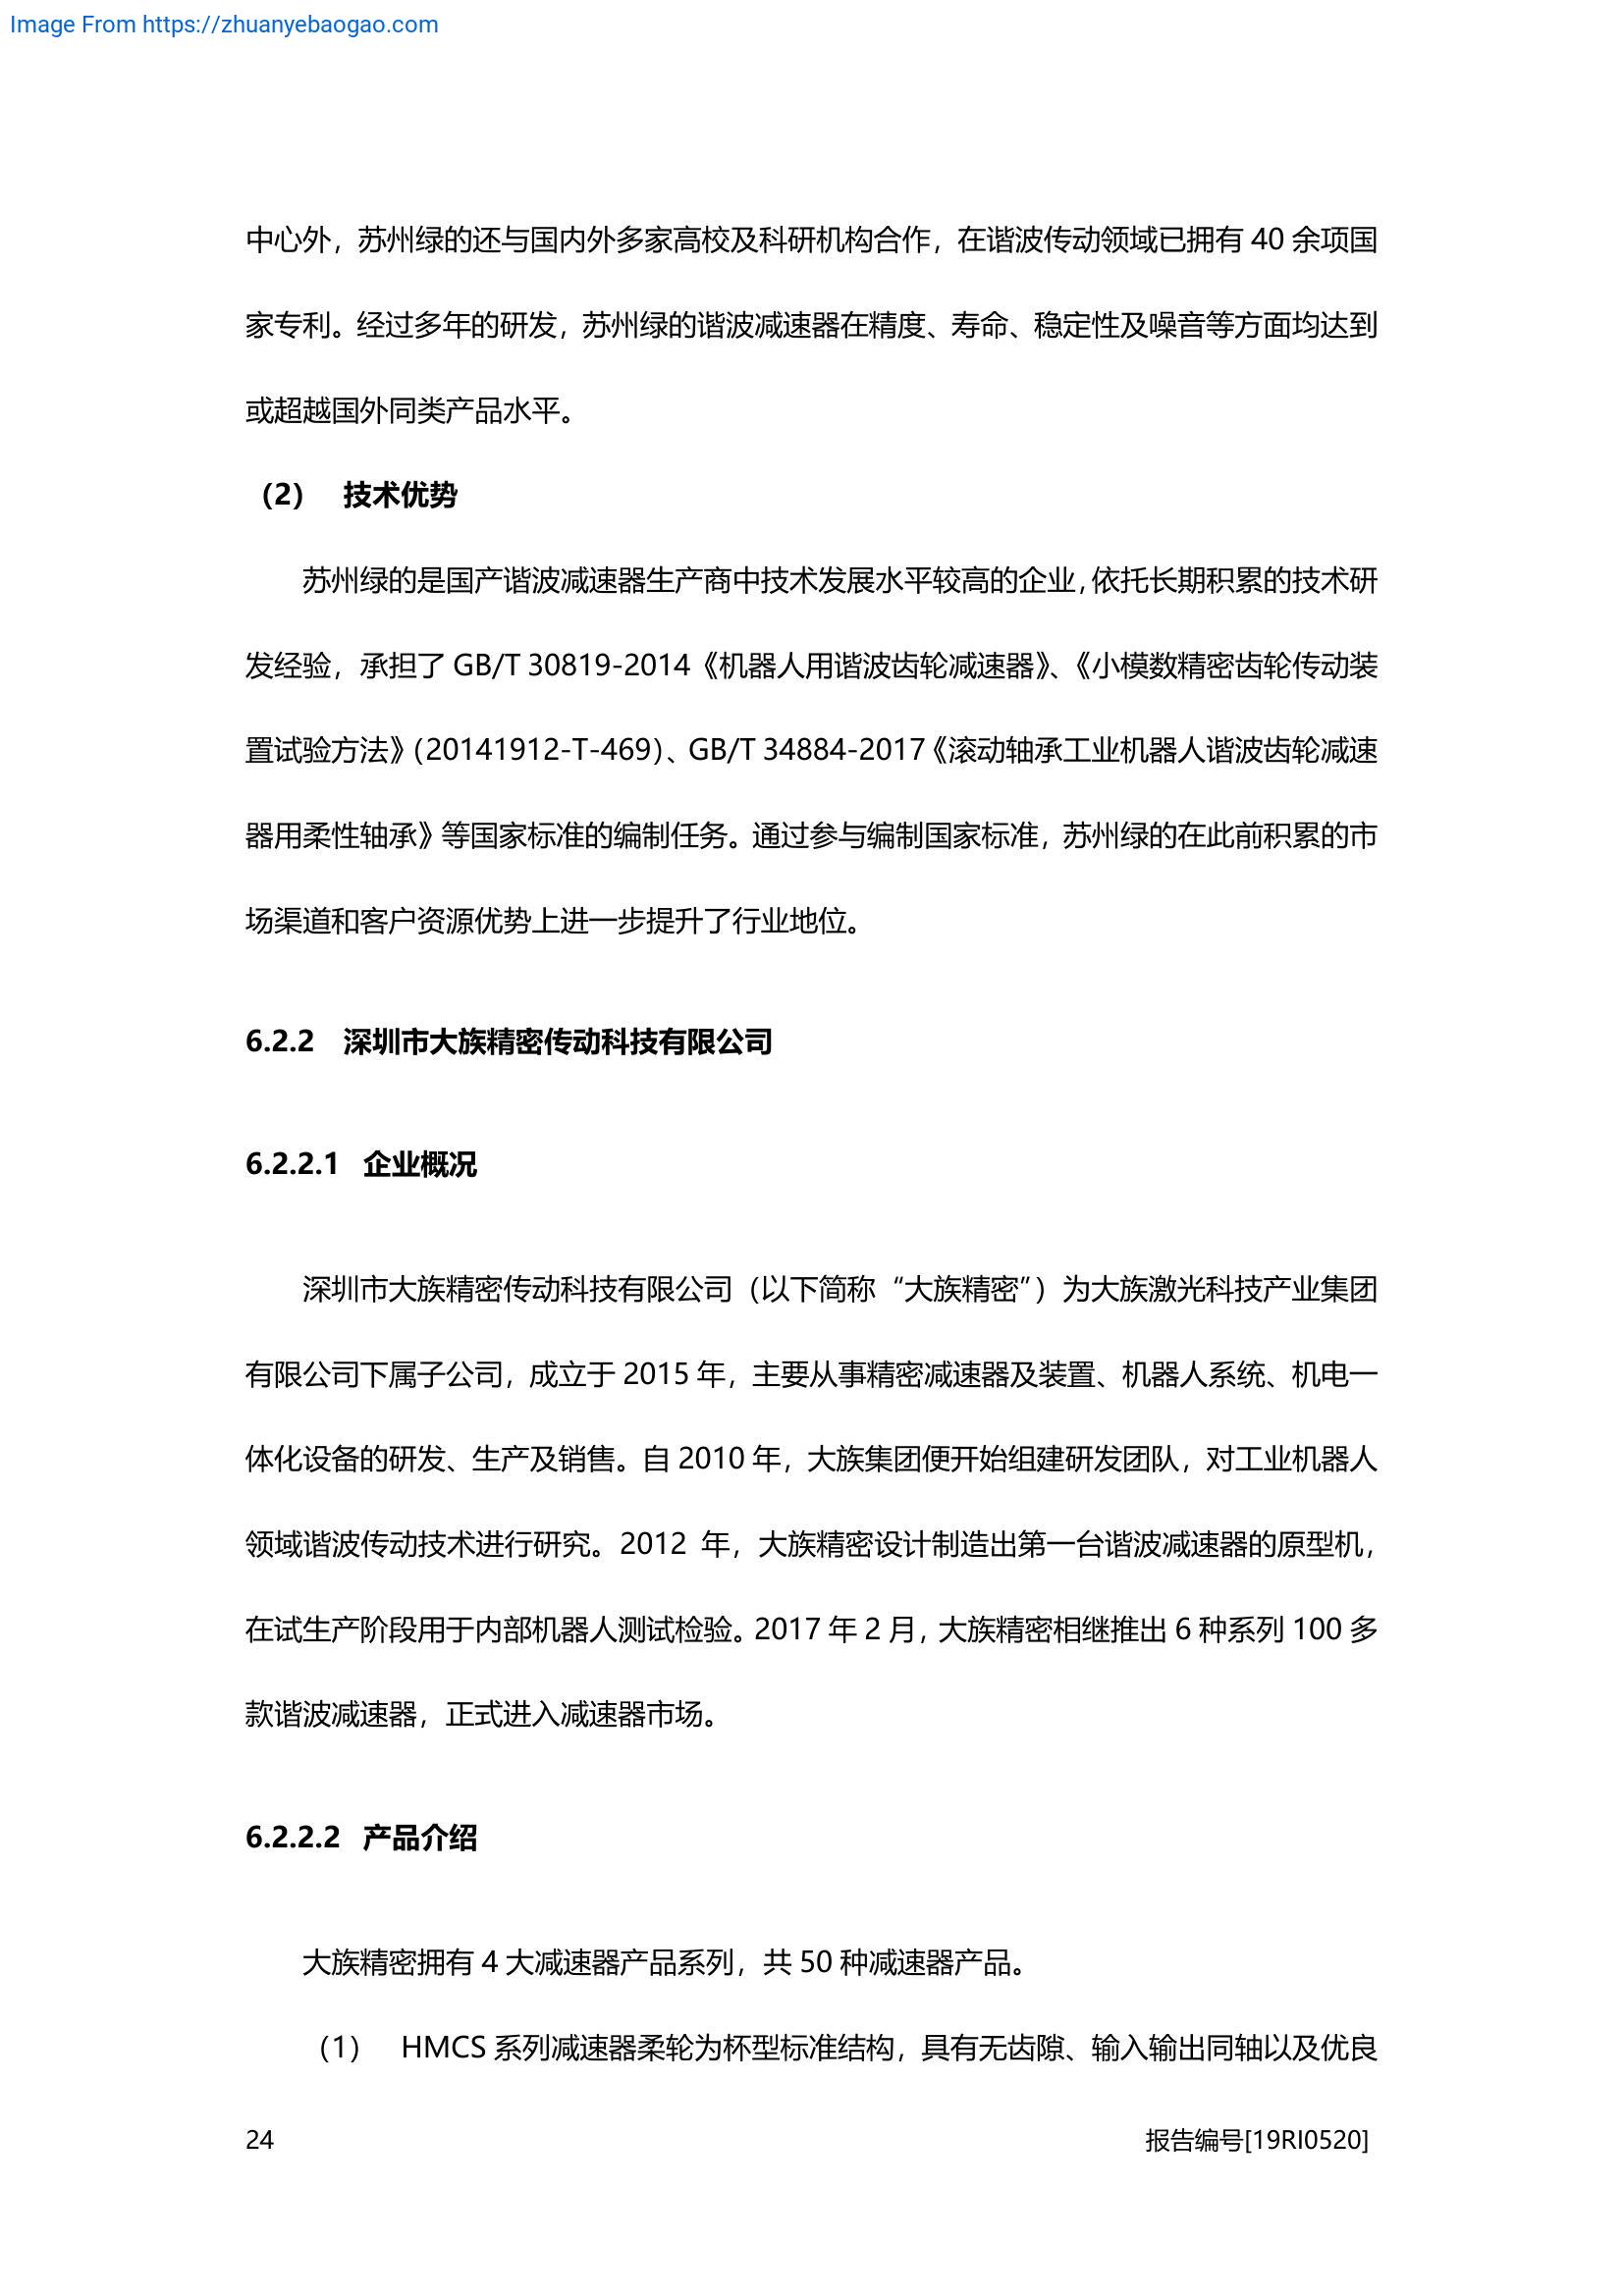 Image From https://zhuanyebaogao.com
中心外，苏州绿的还与国内外多家高校及科研机构合作，在谐波传动领域已拥有 40 余项国
家专利。经过多年的研发，苏州绿的谐波减速器在精度、寿命、稳定性及噪音等方面均达到
或超越国外同类产品水平。
（2） 技术优势
苏州绿的是国产谐波减速器生产商中技术发展水平较高的企业，依托长期积累的技术研
发经验，承担了 GB/T 30819-2014《机器人用谐波齿轮减速器》、《小模数精密齿轮传动装
置试验方法》（20141912-T-469）、GB/T 34884-2017《滚动轴承工业机器人谐波齿轮减速
器用柔性轴承》等国家标准的编制任务。通过参与编制国家标准，苏州绿的在此前积累的市
场渠道和客户资源优势上进一步提升了行业地位。
6.2.2 深圳市大族精密传动科技有限公司
6.2.2.1 企业概况
深圳市大族精密传动科技有限公司（以下简称“大族精密”）为大族激光科技产业集团
有限公司下属子公司，成立于 2015 年，主要从事精密减速器及装置、机器人系统、机电一
体化设备的研发、生产及销售。自 2010 年，大族集团便开始组建研发团队，对工业机器人
领域谐波传动技术进行研究。2012 年，大族精密设计制造出第一台谐波减速器的原型机，
在试生产阶段用于内部机器人测试检验。2017 年 2 月，大族精密相继推出 6 种系列 100 多
款谐波减速器，正式进入减速器市场。
6.2.2.2 产品介绍
大族精密拥有 4 大减速器产品系列，共 50 种减速器产品。
（1） HMCS 系列减速器柔轮为杯型标准结构，具有无齿隙、输入输出同轴以及优良
24 报告编号[19RI0520]